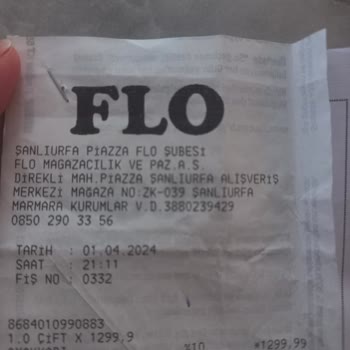 FLO
ŞANLIURFA PİAZZA FLO ŞUBESİ
FLO MAGAZACILIK VE PAZ.A.Ş.
DİREKLİ MAH.PİAZZA ŞANLIURFA ALIŞVERİŞ
MERKEZİ MAĞAZA NO:ZK-039 ŞANLIURFA
MARMARA KURUMLAR V.D.3880239429
0850 290 33 56
TARİH : 01.04.2024
SAAT : 21:11
FİŞ NO : 0332
8684010990883
1.0 ÇİFT X 1299,9
%10 *1299,99